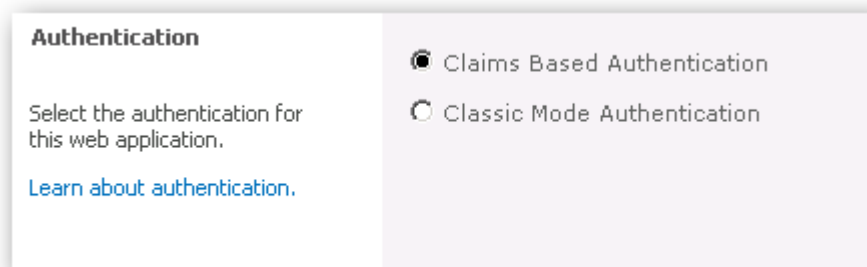 Authentication
Select the authentication for
this web application.
Learn about authentication.
Claims Based Authentication
Classic Mode Authentication